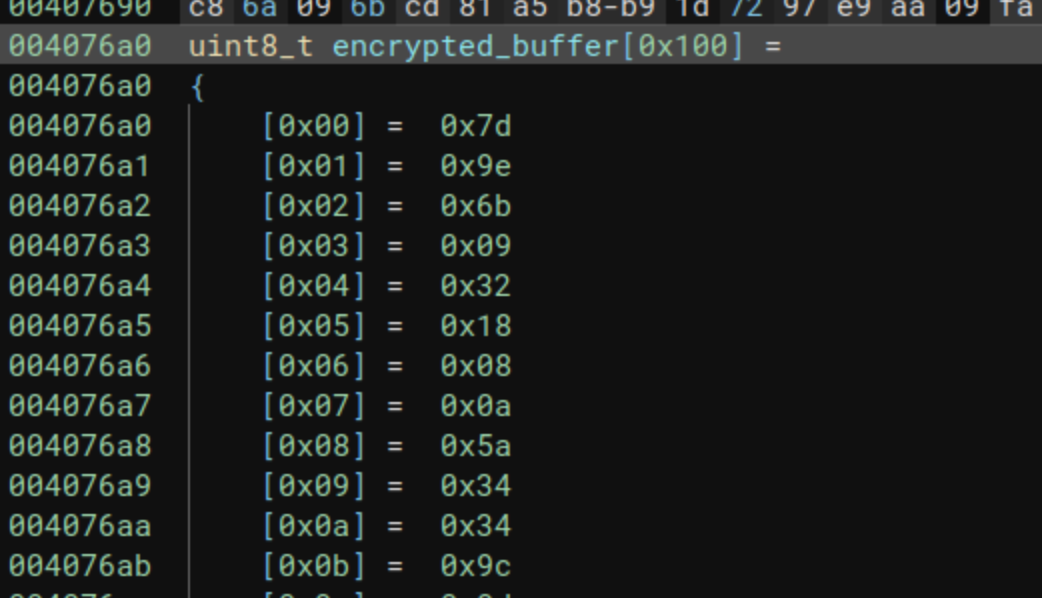 00407690 c8 6a 09 6b cd 81 a5 b8-b9 1d 72 97 e9 aa 09 fa
004076a0 uint8_t encrypted_buffer[0x100] =
004076a0 {
004076a0 [0x00] = 0x7d
004076a1 [0x01] = 0x9e
004076a2 [0x02] = 0x6b
004076a3 [0x03] = 0x09
004076a4 [0x04] = 0x32
004076a5 [0x05] = 0x18
004076a6 [0x06] = 0x08
004076a7 [0x07] = 0x0a
004076a8 [0x08] = 0x5a
004076a9 [0x09] = 0x34
004076aa [0x0a] = 0x34
004076ab [0x0b] = 0x9c